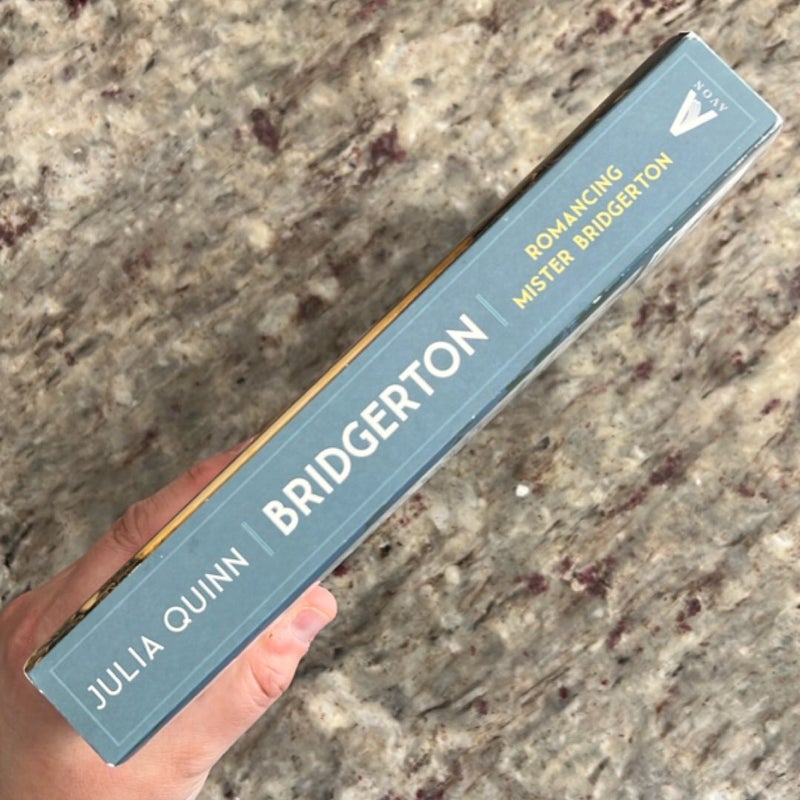 JULIA QUINN
BRIDGERTON
ROMANCING
MISTER BRIDGERTON
AVON